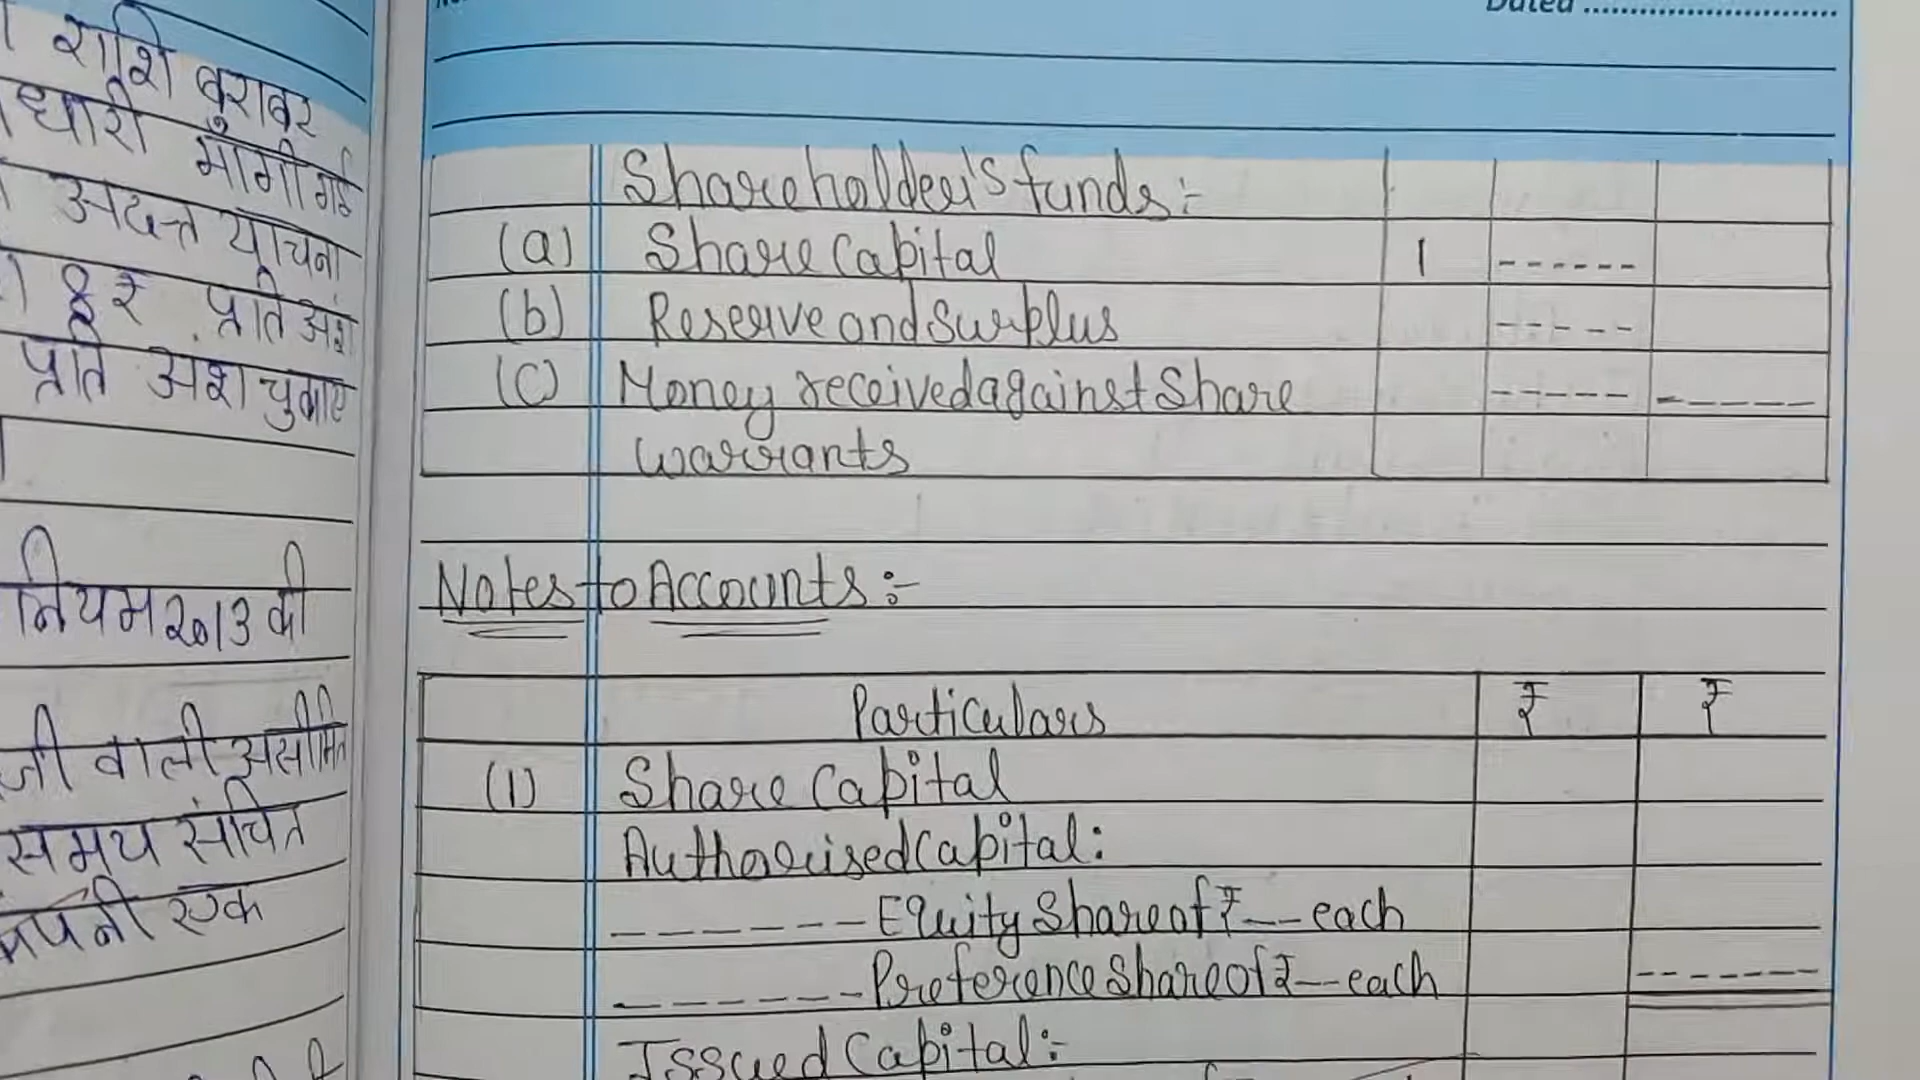 राशि बराबर
धारी माँगी गई
अदत्त याचना
8 ₹ प्रति अंश
प्रति अंश चुकाए
नियम 2013 की
जी वाली असीमित
समय संचित
एक
Dated
Shareholder's funds :-
(a) Share Capital 1 ------
(b) Reserve and Surplus -----
(c) Money received against Share ----- -----
warrants
Notes to Accounts :-
Particulars ₹ ₹
(1) Share Capital
Authorised Capital :
------- Equity Share of ₹ -- each
------- Preference Share of ₹ -- each -------
Issued Capital :-